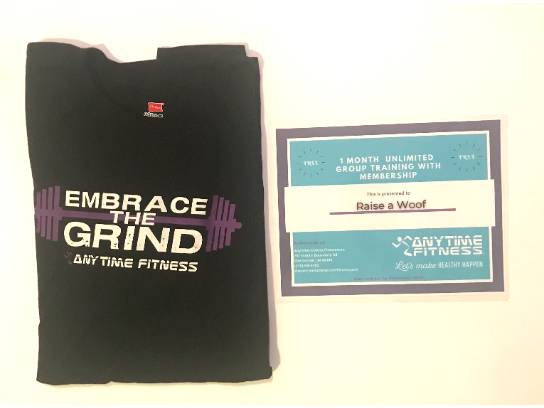 Hanes
EMBRACE
THE
GRIND
ANYTIME FITNESS
FREE
1 MONTH UNLIMITED
GROUP TRAINING WITH
MEMBERSHIP
FREE
This is presented to
Raise a Woof
ANYTIME
FITNESS
Let's make HEALTHY HAPPEN